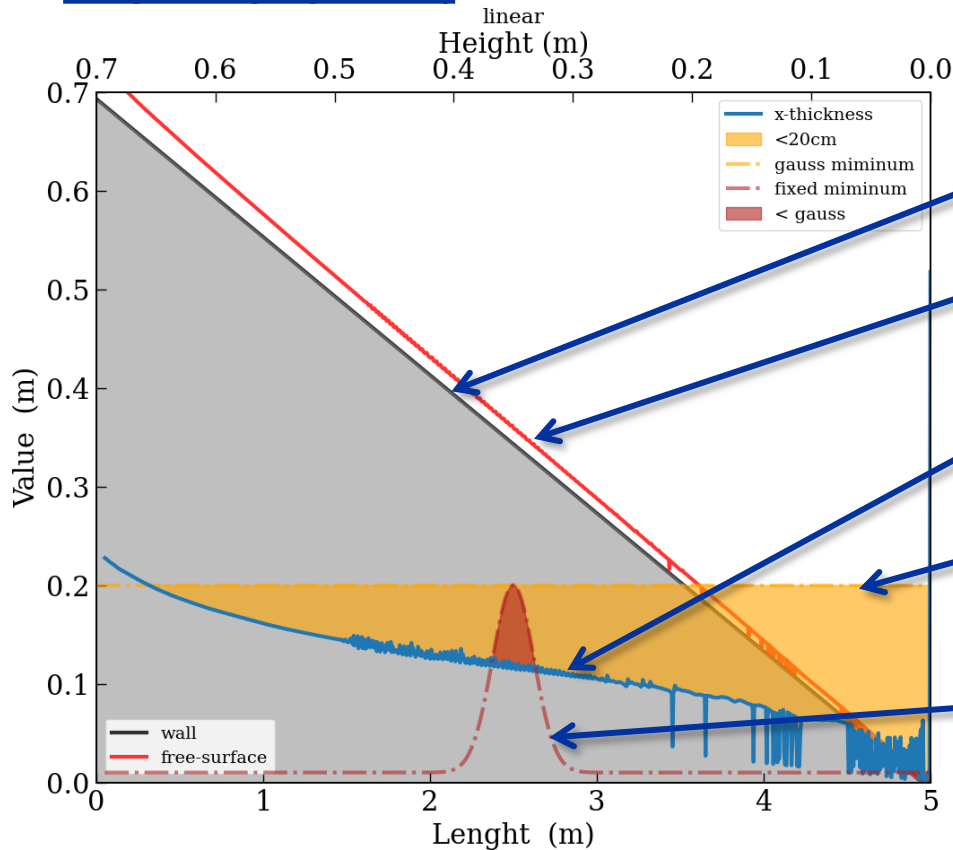 linear
Height (m)
0.7 0.6 0.5 0.4 0.3 0.2 0.1 0.0
0.7
0.6
0.5
0.4
0.3
0.2
0.1
0.0
Value (m)
x-thickness
<20cm
gauss miminum
fixed miminum
< gauss
wall
free-surface
0 1 2 3 4 5
Lenght (m)